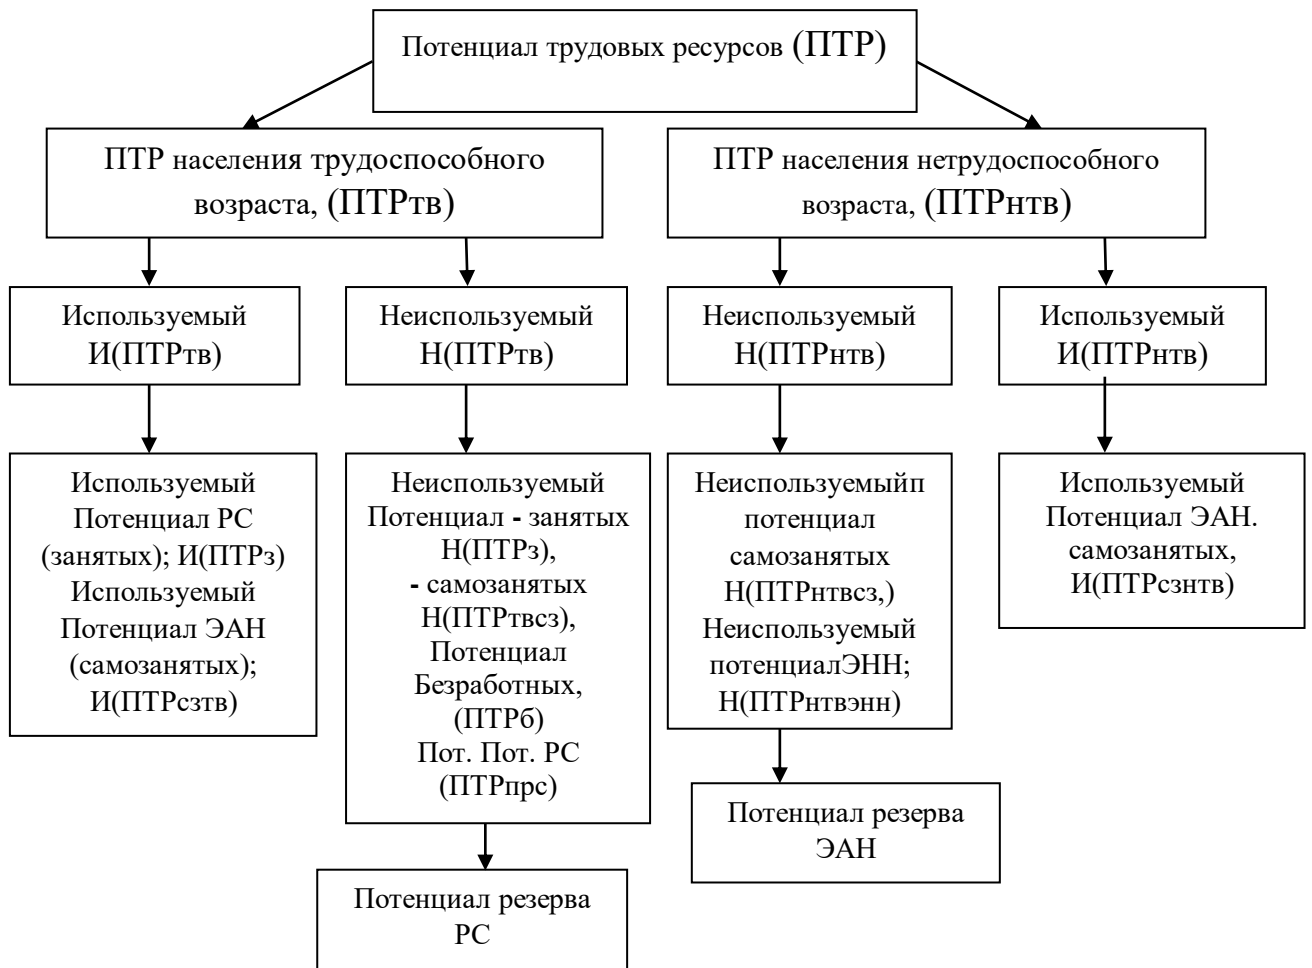 Потенциал трудовых ресурсов (ПТР)
ПТР населения трудоспособного
возраста, (ПТРтв)
ПТР населения нетрудоспособного
возраста, (ПТРнтв)
Используемый
И(ПТРтв)
Неиспользуемый
Н(ПТРтв)
Неиспользуемый
Н(ПТРнтв)
Используемый
И(ПТРнтв)
Используемый
Потенциал РС
(занятых); И(ПТРз)
Используемый
Потенциал ЭАН
(самозанятых);
И(ПТРсзтв)
Неиспользуемый
Потенциал - занятых
Н(ПТРз),
- самозанятых
Н(ПТРтвсз),
Потенциал
Безработных,
(ПТРб)
Пот. Пот. РС
(ПТРпрс)
Неиспользуемыйп
потенциал
самозанятых
Н(ПТРнтвсз,)
Неиспользуемый
потенциалЭНН;
Н(ПТРнтвэнн)
Используемый
Потенциал ЭАН.
самозанятых,
И(ПТРсзнтв)
Потенциал резерва
ЭАН
Потенциал резерва
РС